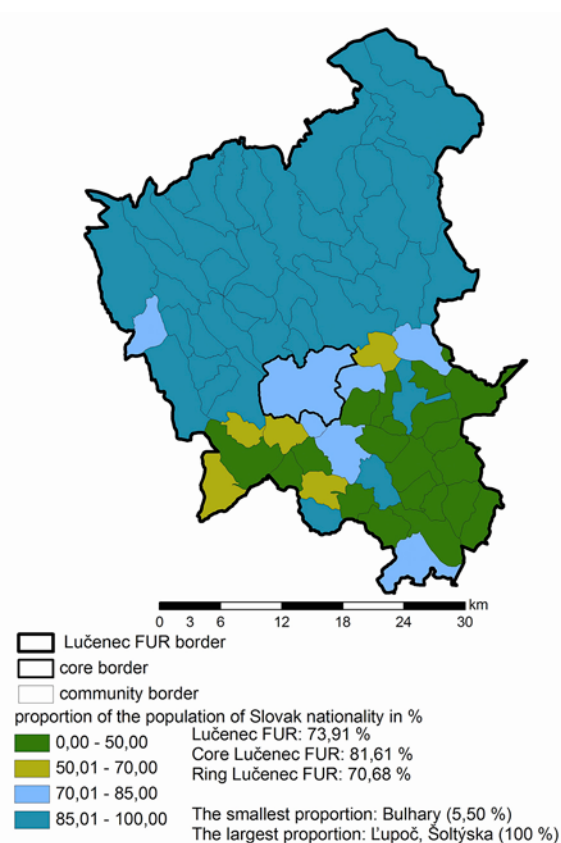 km
0 3 6 12 18 24 30
Lučenec FUR border
core border
community border
proportion of the population of Slovak nationality in %
0,00 - 50,00
50,01 - 70,00
70,01 - 85,00
85,01 - 100,00
Lučenec FUR: 73,91 %
Core Lučenec FUR: 81,61 %
Ring Lučenec FUR: 70,68 %
The smallest proportion: Bulhary (5,50 %)
The largest proportion: Ľupoč, Šoltýska (100 %)